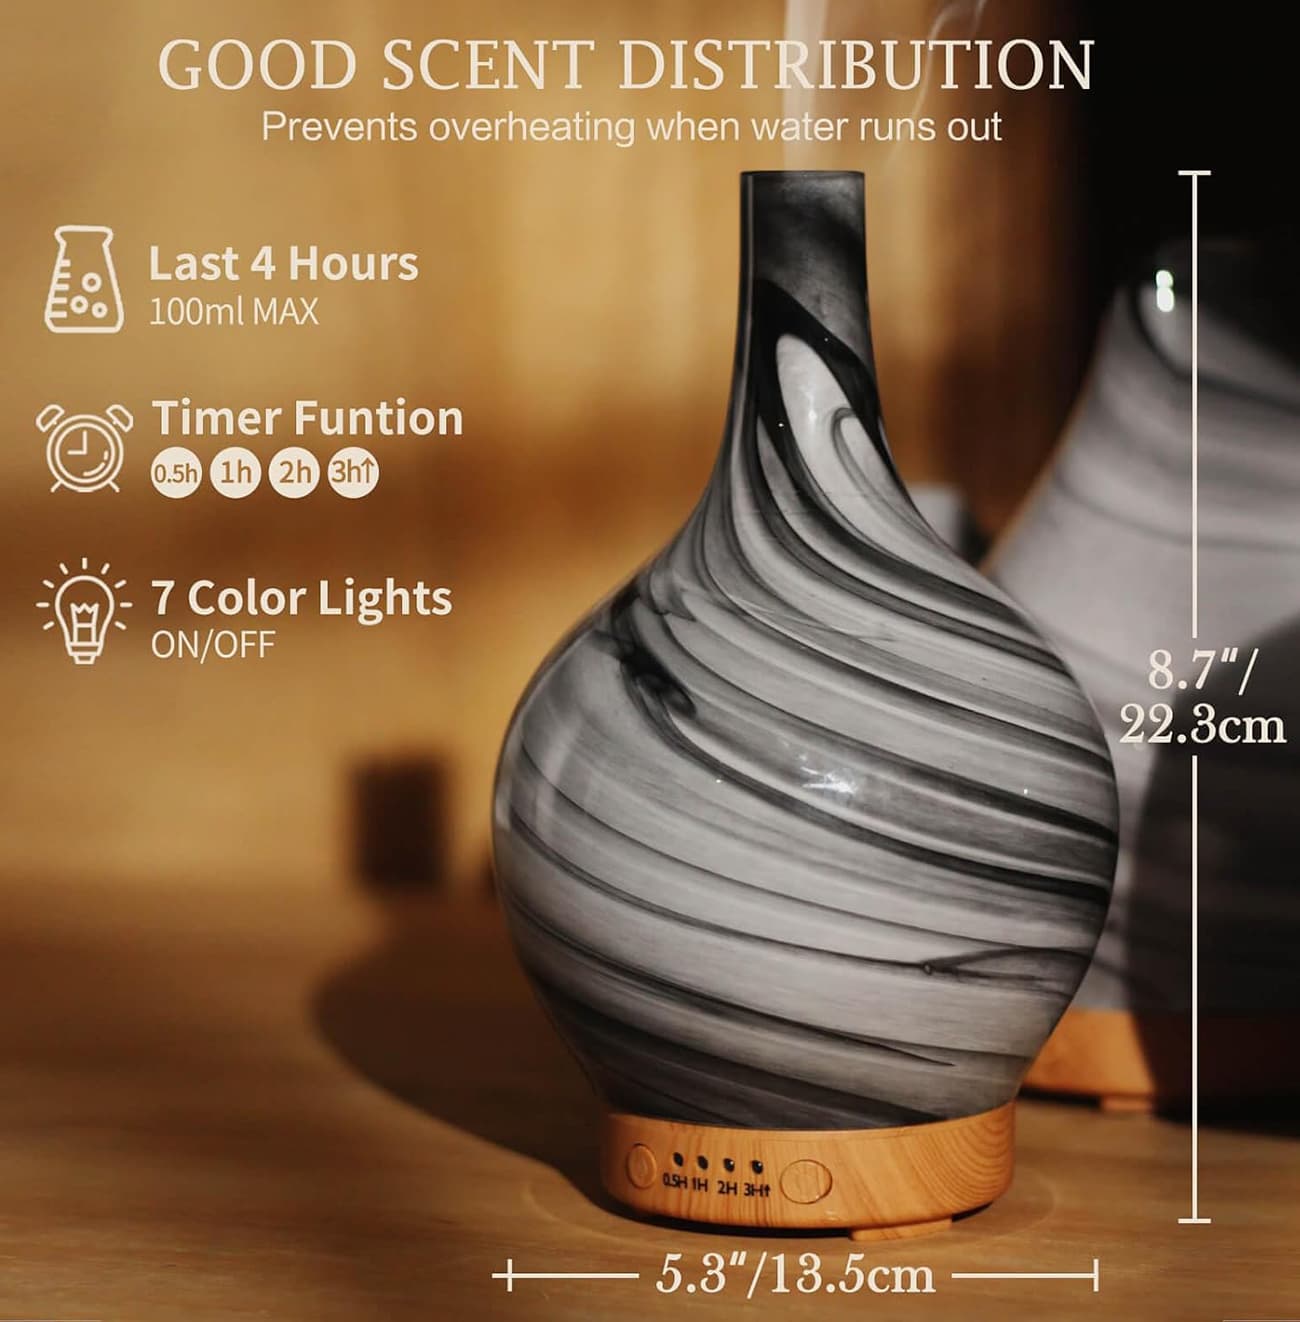 GOOD SCENT DISTRIBUTION
Prevents overheating when water runs out
Last 4 Hours
100ml MAX
Timer Funtion
0.5h 1h 2h 3h↑
7 Color Lights
ON/OFF
8.7"/
22.3cm
0.5H 1H 2H 3H↑
5.3"/13.5cm